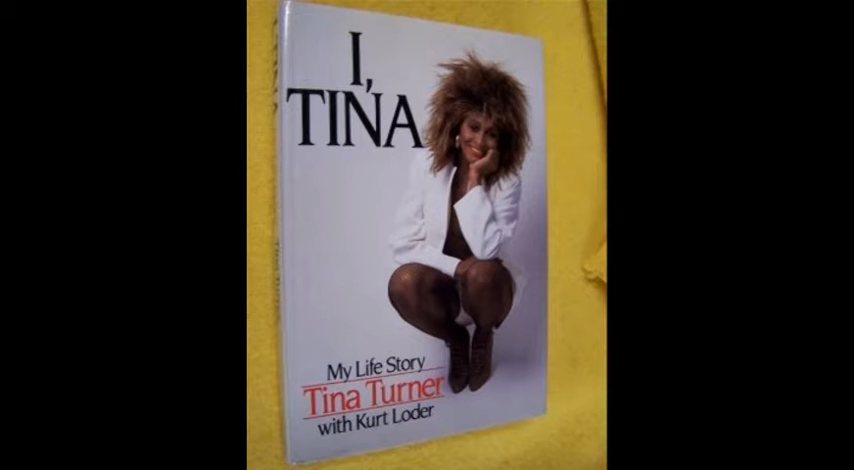 I,
TINA
My Life Story
Tina Turner
with Kurt Loder